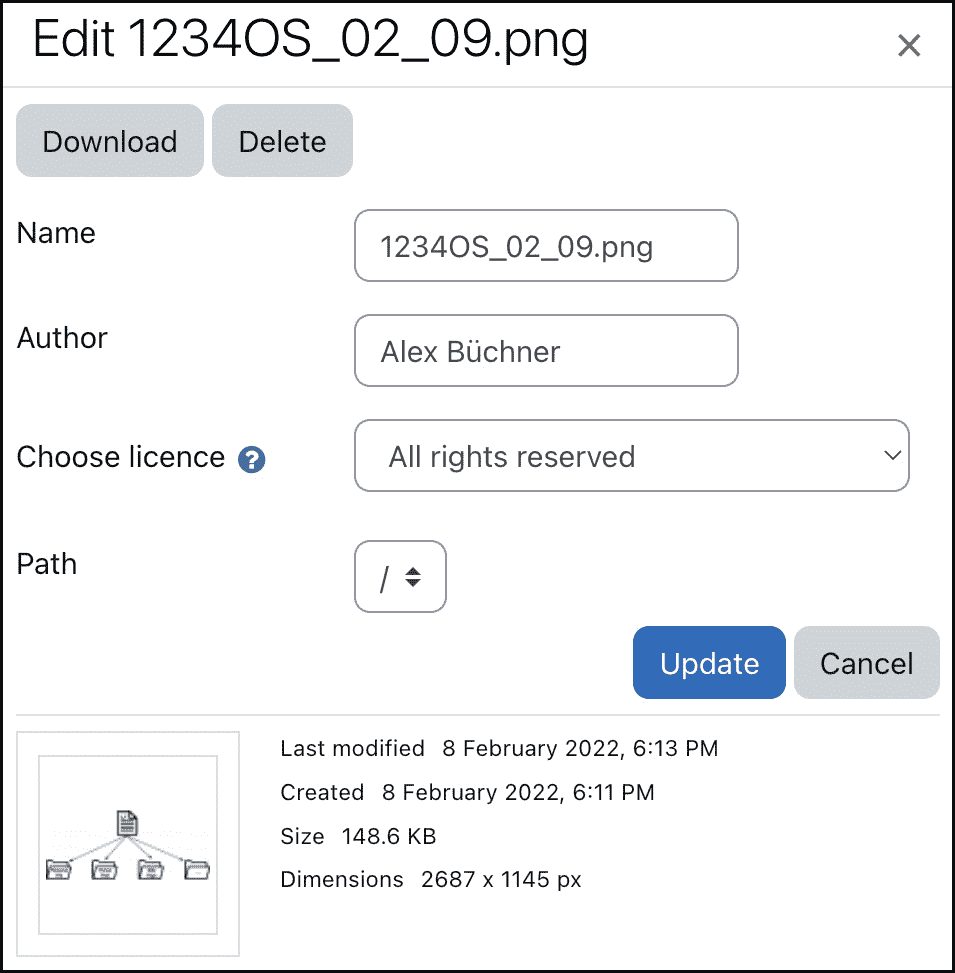 Edit 1234OS_02_09.png
Download Delete
Name 1234OS_02_09.png
Author Alex Büchner
Choose licence ? All rights reserved
Path /
Update Cancel
Last modified 8 February 2022, 6:13 PM
Created 8 February 2022, 6:11 PM
Size 148.6 KB
Dimensions 2687 x 1145 px